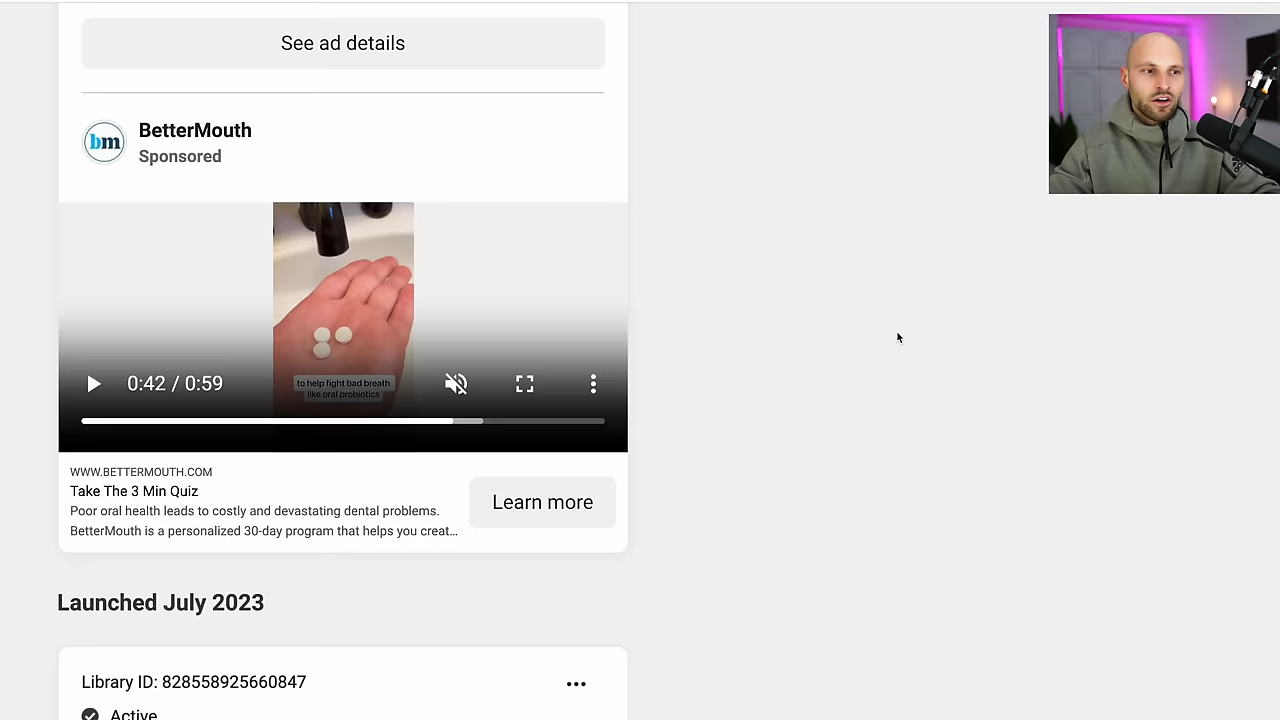 See ad details
bm
BetterMouth
Sponsored
to help fight bad breath
like oral probiotics
0:42 / 0:59
WWW.BETTERMOUTH.COM
Take The 3 Min Quiz
Poor oral health leads to costly and devastating dental problems.
BetterMouth is a personalized 30-day program that helps you creat...
Learn more
Launched July 2023
Library ID: 828558925660847
Active